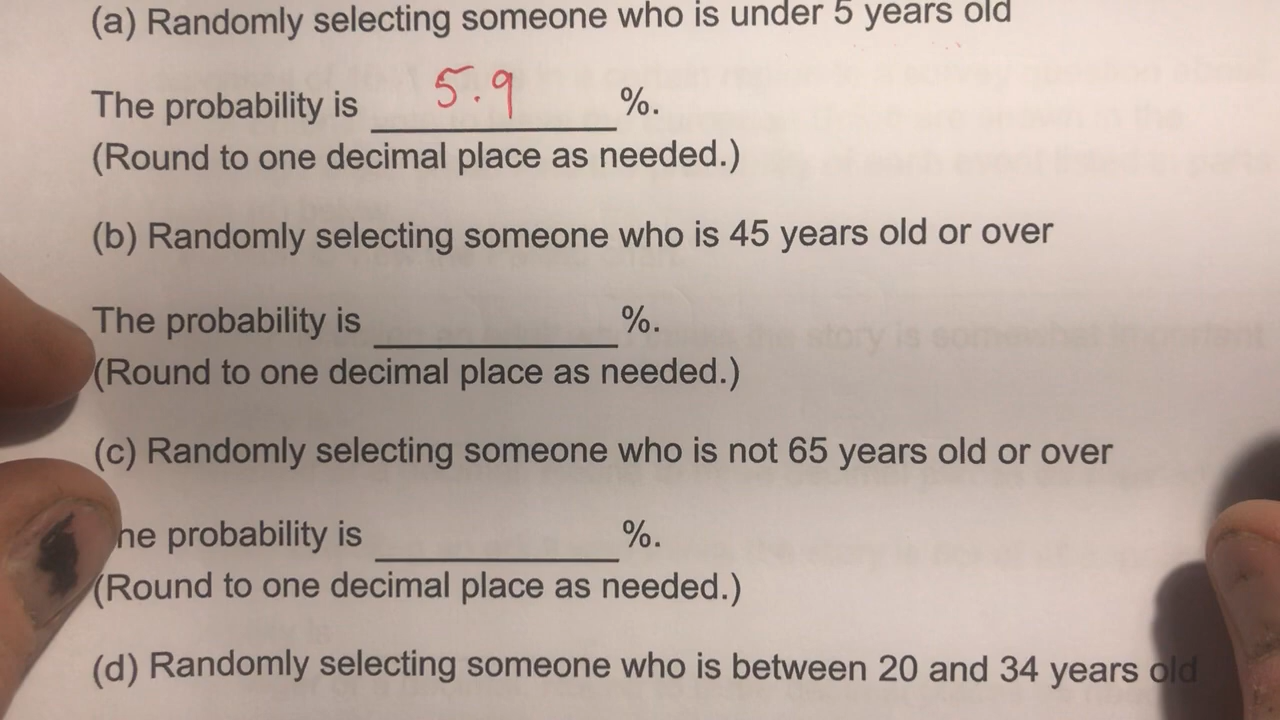 (a) Randomly selecting someone who is under 5 years old
The probability is 5.9 %.
(Round to one decimal place as needed.)
(b) Randomly selecting someone who is 45 years old or over
The probability is ____________ %.
(Round to one decimal place as needed.)
(c) Randomly selecting someone who is not 65 years old or over
he probability is ____________ %.
(Round to one decimal place as needed.)
(d) Randomly selecting someone who is between 20 and 34 years old